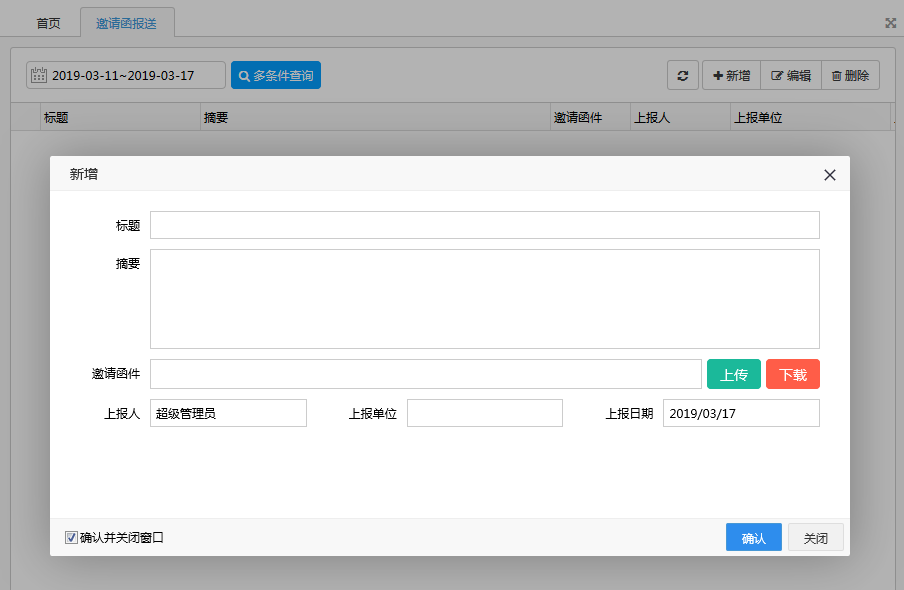 首页 邀请函报送
2019-03-11~2019-03-17 多条件查询 新增 编辑 删除
标题 摘要 邀请函件 上报人 上报单位
新增
标题
摘要
邀请函件 上传 下载
上报人 超级管理员 上报单位 上报日期 2019/03/17
确认并关闭窗口 确认 关闭